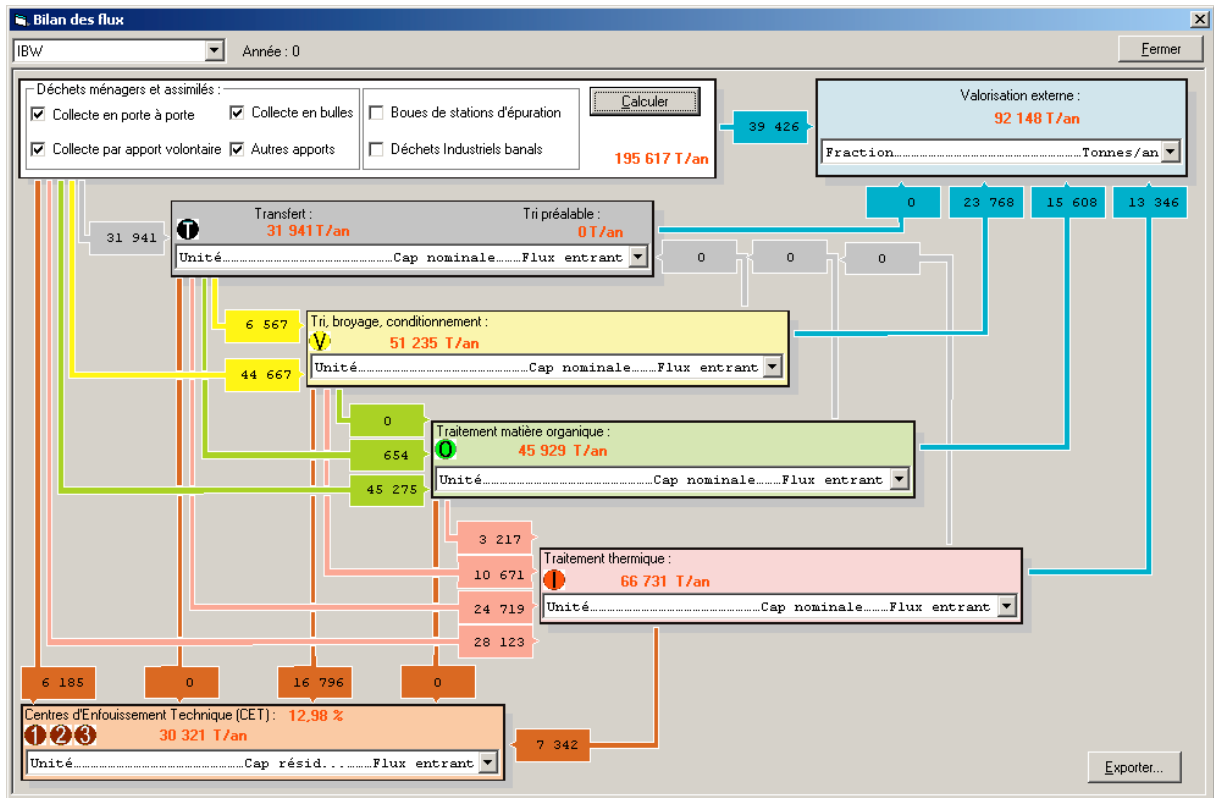 Bilan des flux
IBW Année : 0 Fermer
Déchets ménagers et assimilés :
Collecte en porte à porte Collecte en bulles Boues de stations d'épuration Calculer
Collecte par apport volontaire Autres apports Déchets Industriels banals 195 617 T/an
39 426
Valorisation externe :
92 148 T/an
Fraction...............................Tonnes/an
0 23 768 15 608 13 346
31 941
Transfert : Tri préalable :
T 31 941 T/an 0 T/an
Unité............................Cap nominale........Flux entrant
0 0 0
6 567
44 667
Tri, broyage, conditionnement :
V 51 235 T/an
Unité............................Cap nominale........Flux entrant
0
654
45 275
Traitement matière organique :
O 45 929 T/an
Unité............................Cap nominale........Flux entrant
3 217
10 671
24 719
28 123
Traitement thermique :
I 66 731 T/an
Unité............................Cap nominale........Flux entrant
6 185 0 16 796 0
Centres d'Enfouissement Technique (CET) : 12,98 %
1 2 3 30 321 T/an
Unité............................Cap résid.......Flux entrant
7 342
Exporter...